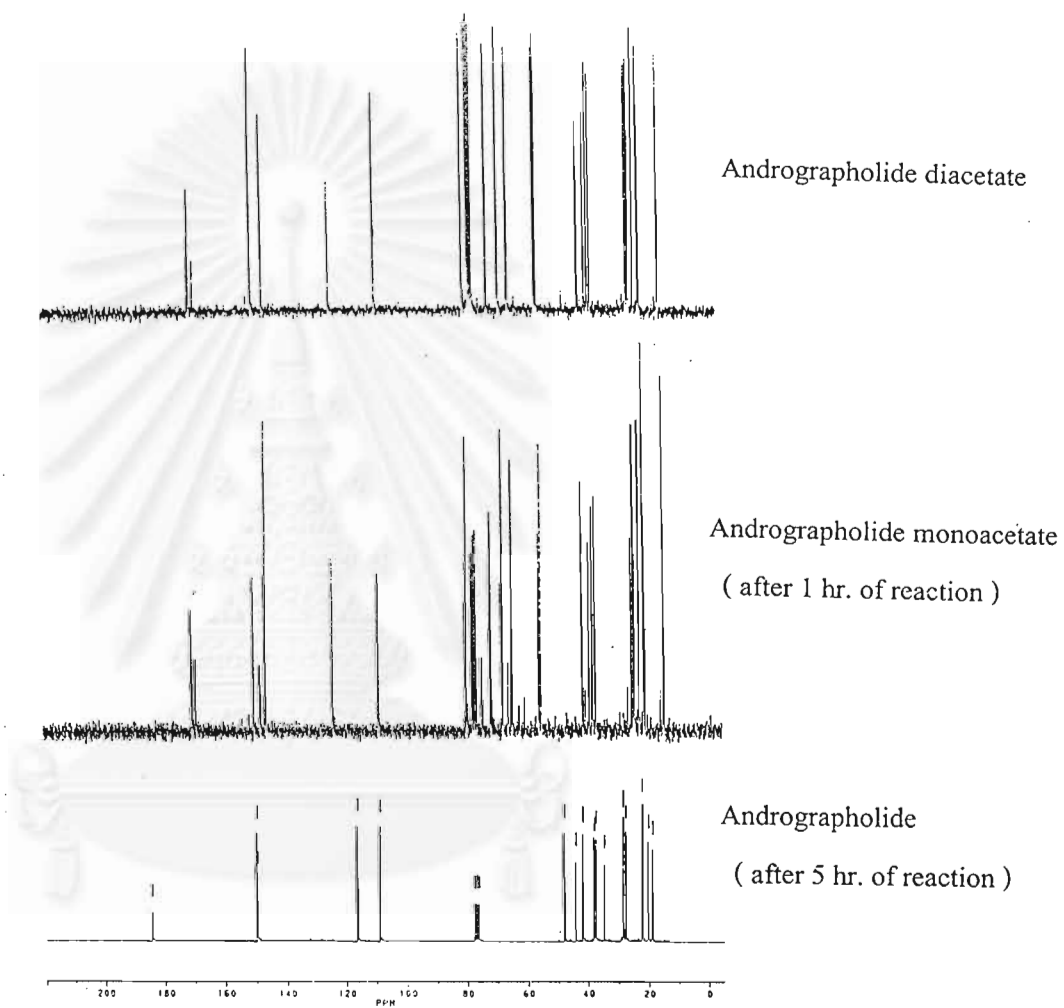 Andrographolide diacetate
Andrographolide monoacetate
( after 1 hr. of reaction )
Andrographolide
( after 5 hr. of reaction )
200 180 160 140 120 100 80 60 40 20 0
PPM